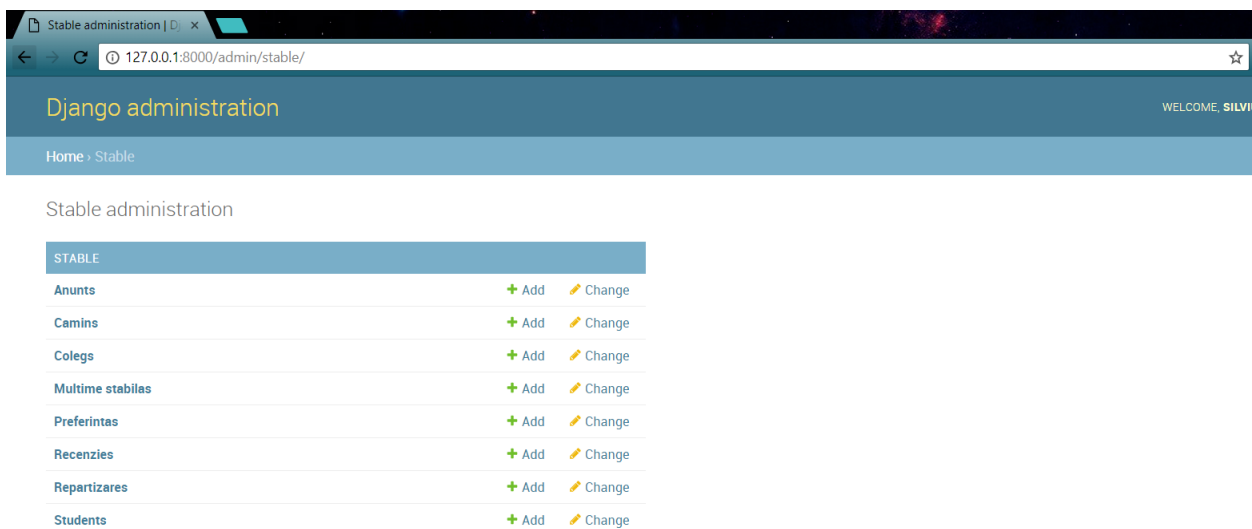 Stable administration | Dj
127.0.0.1:8000/admin/stable/
Django administration
WELCOME, SILVI
Home › Stable
Stable administration
STABLE
Anunts Add Change
Camins Add Change
Colegs Add Change
Multime stabilas Add Change
Preferintas Add Change
Recenzies Add Change
Repartizares Add Change
Students Add Change